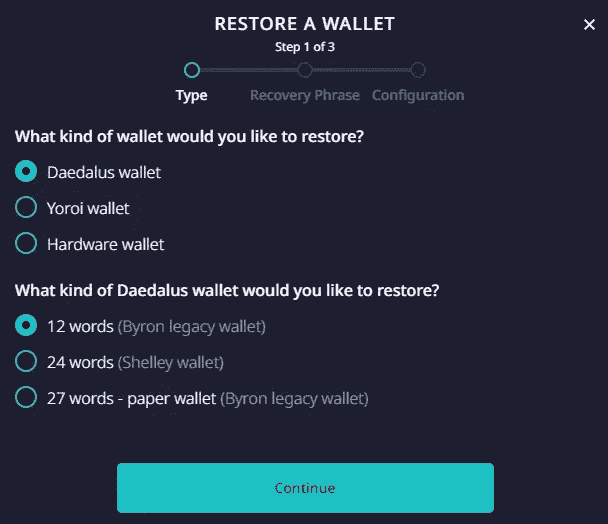 RESTORE A WALLET
Step 1 of 3
Type Recovery Phrase Configuration
What kind of wallet would you like to restore?
Daedalus wallet
Yoroi wallet
Hardware wallet
What kind of Daedalus wallet would you like to restore?
12 words (Byron legacy wallet)
24 words (Shelley wallet)
27 words - paper wallet (Byron legacy wallet)
Continue